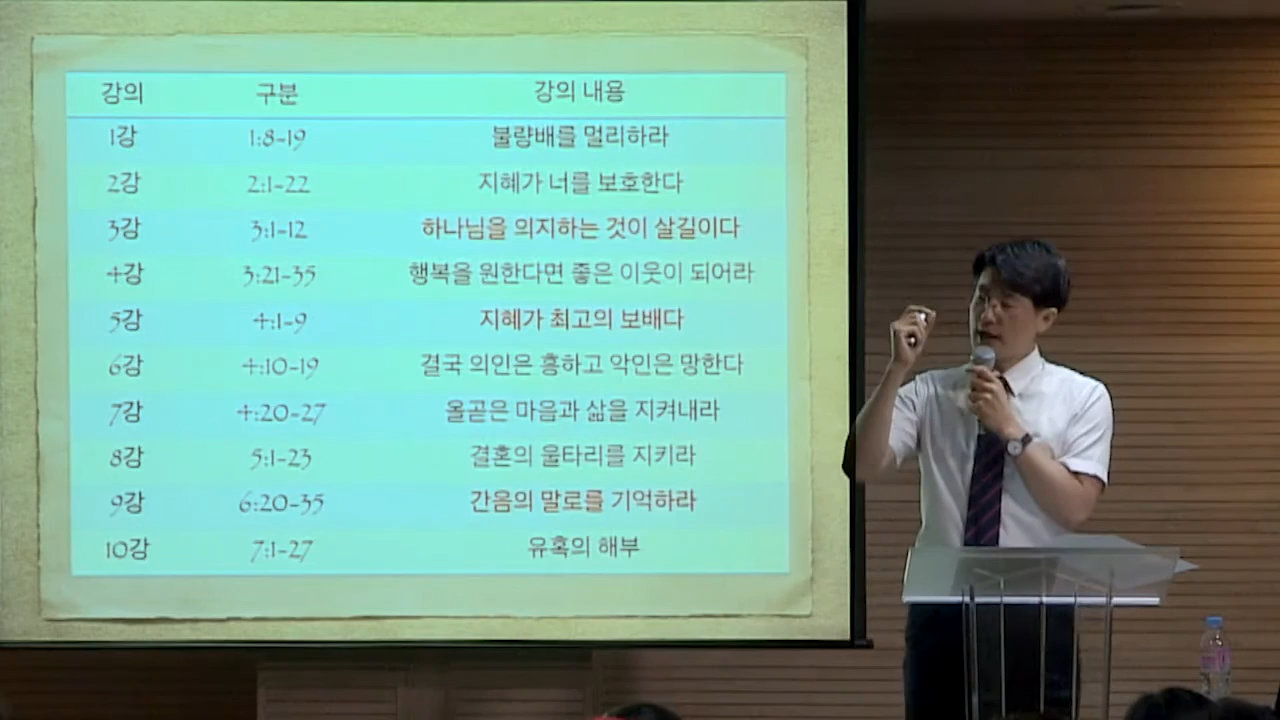 강의 구분 강의 내용
1강 1:8-19 불량배를 멀리하라
2강 2:1-22 지혜가 너를 보호한다
3강 3:1-12 하나님을 의지하는 것이 살길이다
4강 3:21-35 행복을 원한다면 좋은 이웃이 되어라
5강 4:1-9 지혜가 최고의 보배다
6강 4:10-19 결국 의인은 흥하고 악인은 망한다
7강 4:20-27 올곧은 마음과 삶을 지켜내라
8강 5:1-23 결혼의 울타리를 지키라
9강 6:20-35 간음의 말로를 기억하라
10강 7:1-27 유혹의 해부